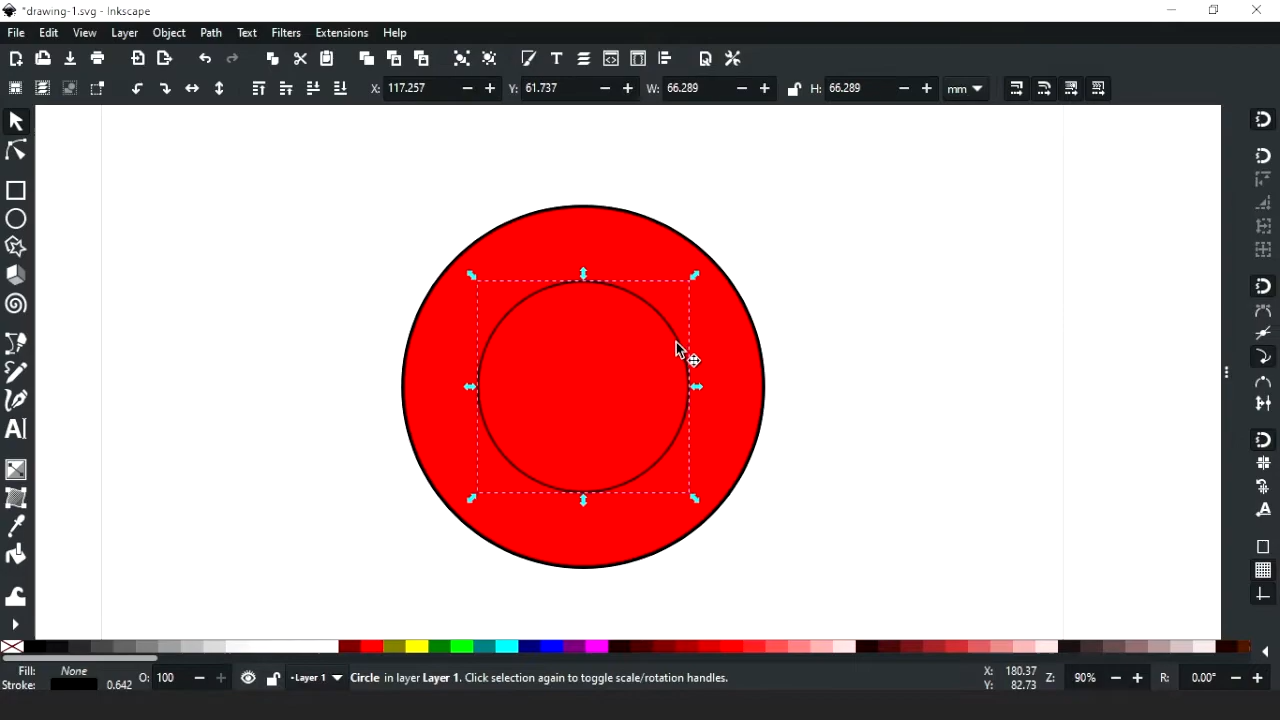 *drawing-1.svg - Inkscape
File Edit View Layer Object Path Text Filters Extensions Help
X: 117.257 Y: 61.737 W: 66.289 H: 66.289 mm
Fill: None O: 100 Layer 1 Circle in layer Layer 1. Click selection again to toggle scale/rotation handles. X: 180.37 Z: 90% R: 0.00°
Stroke: 0.642 Y: 82.73